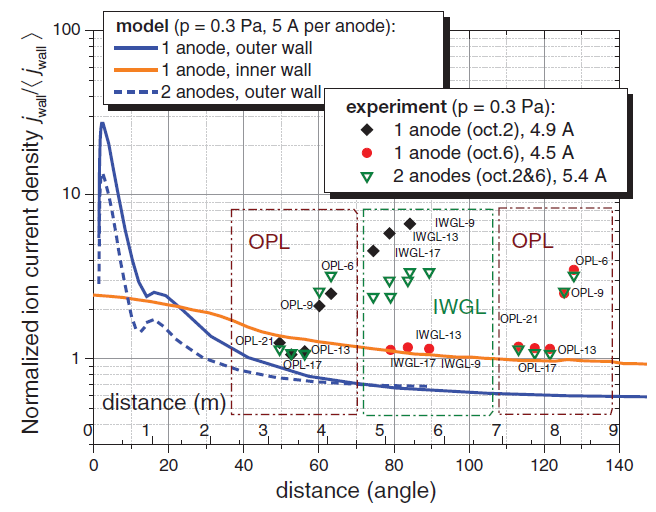 100
10
1
Normalized ion current density j wall/⟨ j wall ⟩
model (p = 0.3 Pa, 5 A per anode):
1 anode, outer wall
1 anode, inner wall
2 anodes, outer wall
experiment (p = 0.3 Pa):
1 anode (oct.2), 4.9 A
1 anode (oct.6), 4.5 A
2 anodes (oct.2&6), 5.4 A
OPL
OPL-6
OPL-9
OPL-21
OPL-13
OPL-17
IWGL-9
IWGL-13
IWGL-17
IWGL
IWGL-13
IWGL-17 IWGL-9
OPL
OPL-6
OPL-9
OPL-21
OPL-13
OPL-17
distance (m)
0 1 2 3 4 5 6 7 8 9
0 20 40 60 80 100 120 140
distance (angle)